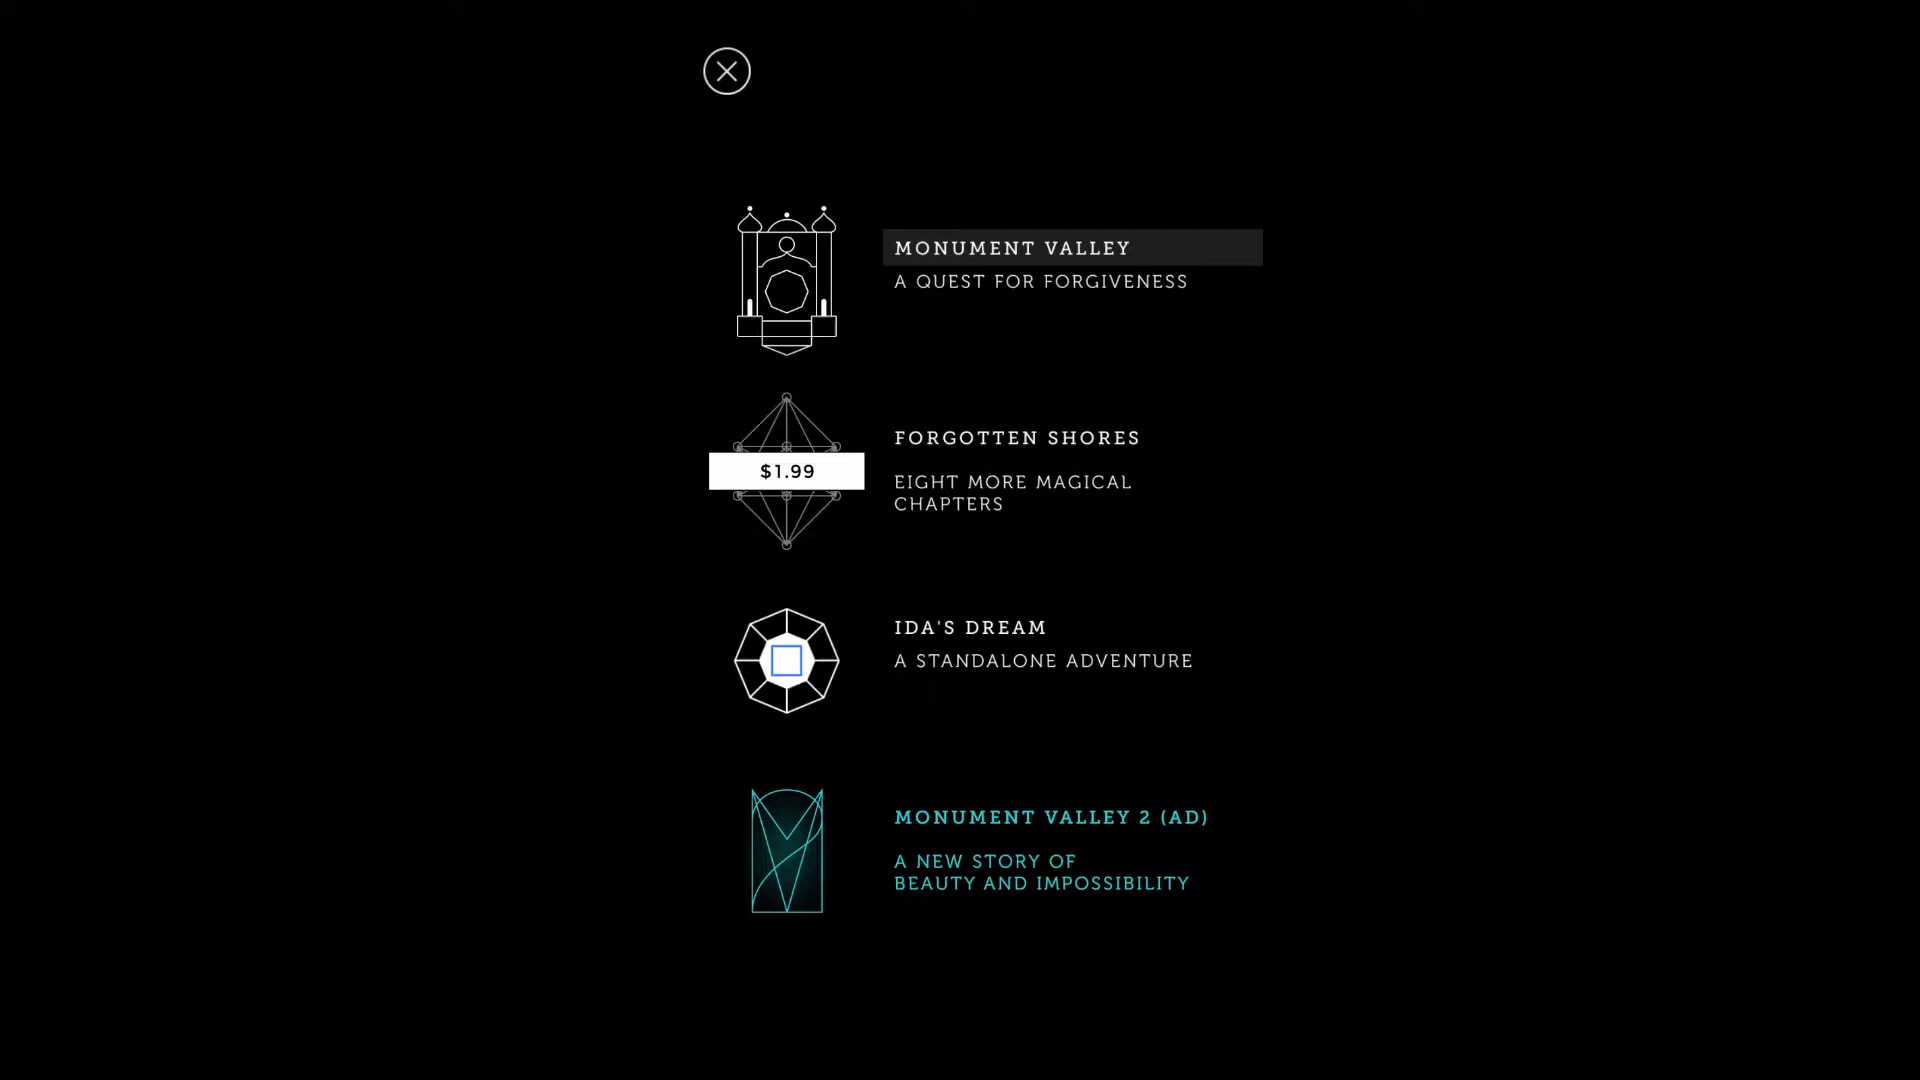 MONUMENT VALLEY
A QUEST FOR FORGIVENESS
$1.99
FORGOTTEN SHORES
EIGHT MORE MAGICAL
CHAPTERS
IDA'S DREAM
A STANDALONE ADVENTURE
MONUMENT VALLEY 2 (AD)
A NEW STORY OF
BEAUTY AND IMPOSSIBILITY